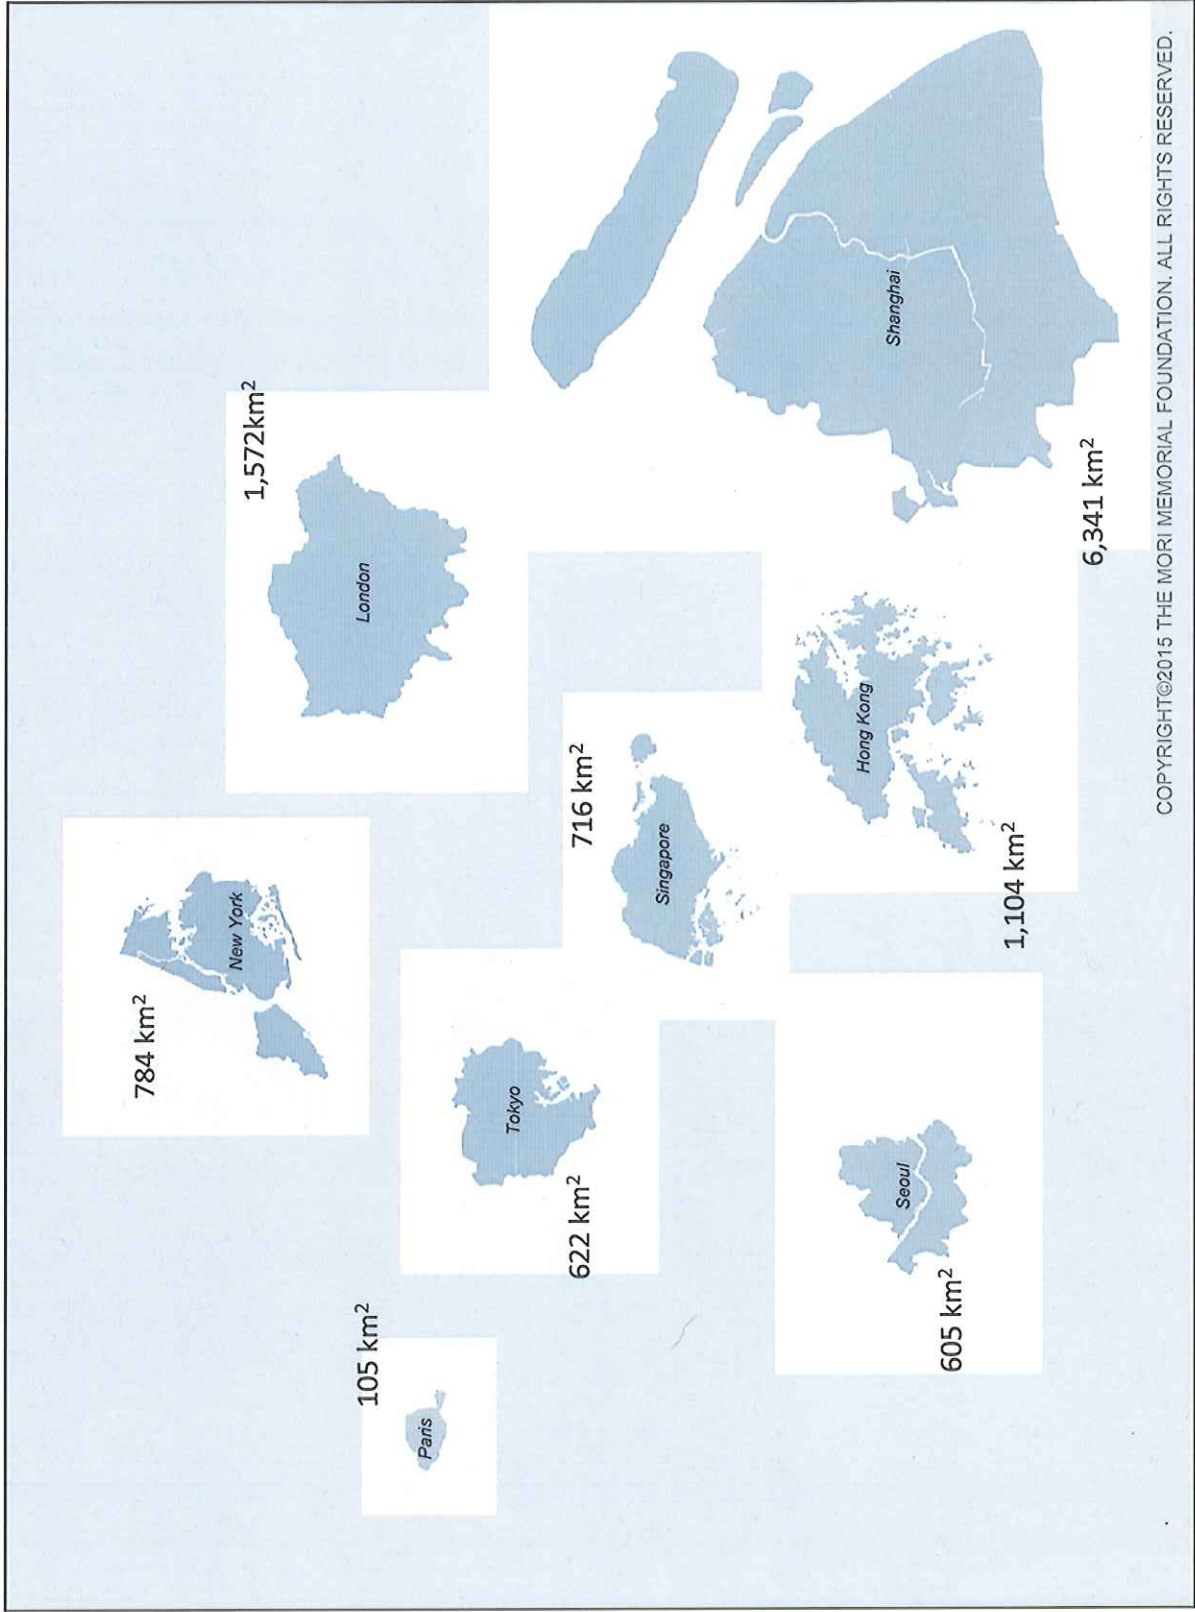 784 km²
New York
1,572km²
London
105 km²
Paris
Tokyo
622 km²
716 km²
Singapore
Seoul
605 km²
Hong Kong
1,104 km²
Shanghai
6,341 km²
COPYRIGHT©2015 THE MORI MEMORIAL FOUNDATION. ALL RIGHTS RESERVED.